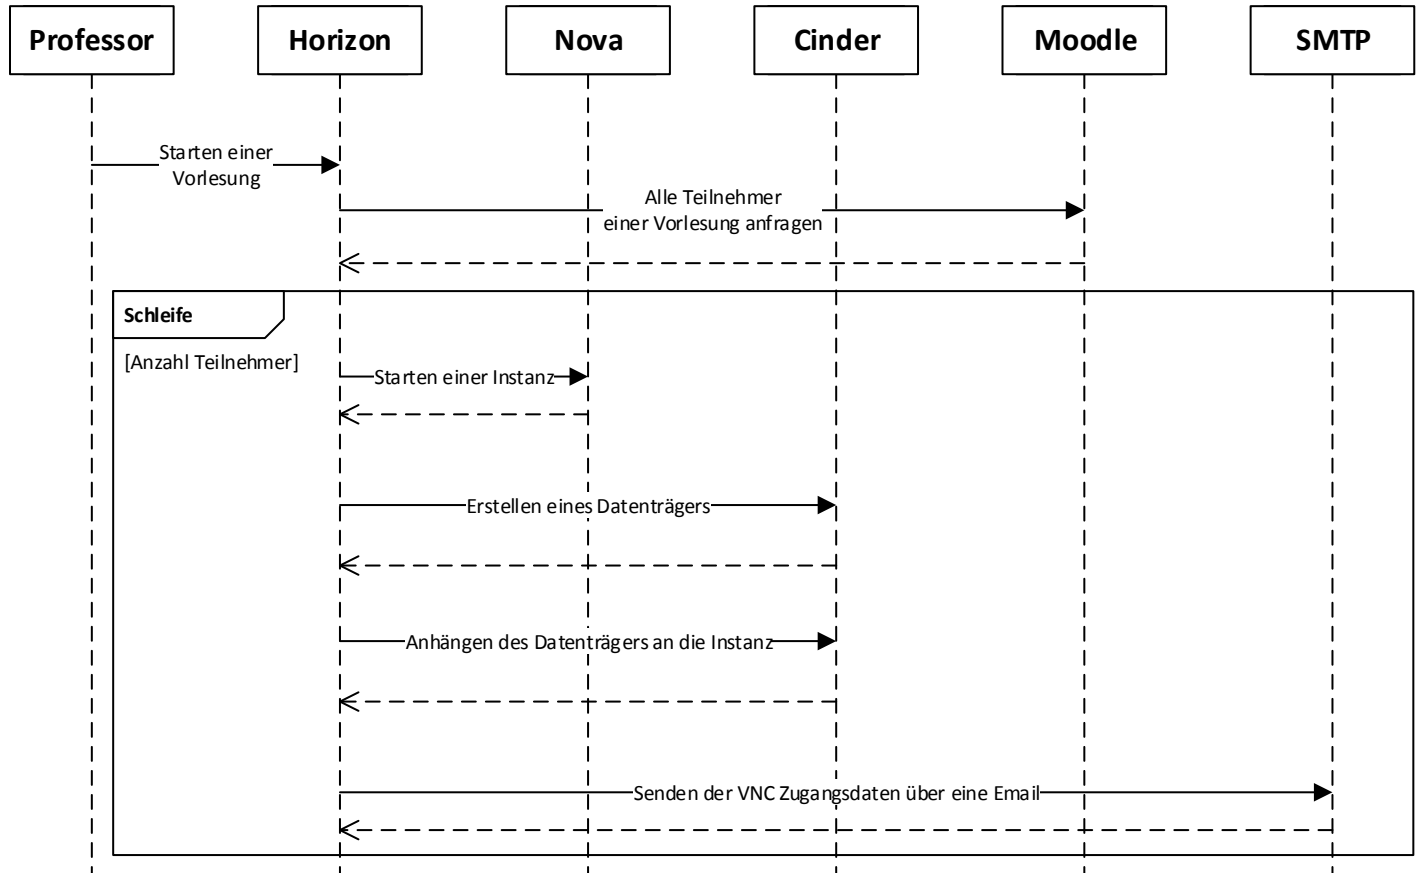 Professor
Horizon
Nova
Cinder
Moodle
SMTP
Starten einer
Vorlesung
Alle Teilnehmer
einer Vorlesung anfragen
Schleife
[Anzahl Teilnehmer]
Starten einer Instanz
Erstellen eines Datenträgers
Anhängen des Datenträgers an die Instanz
Senden der VNC Zugangsdaten über eine Email